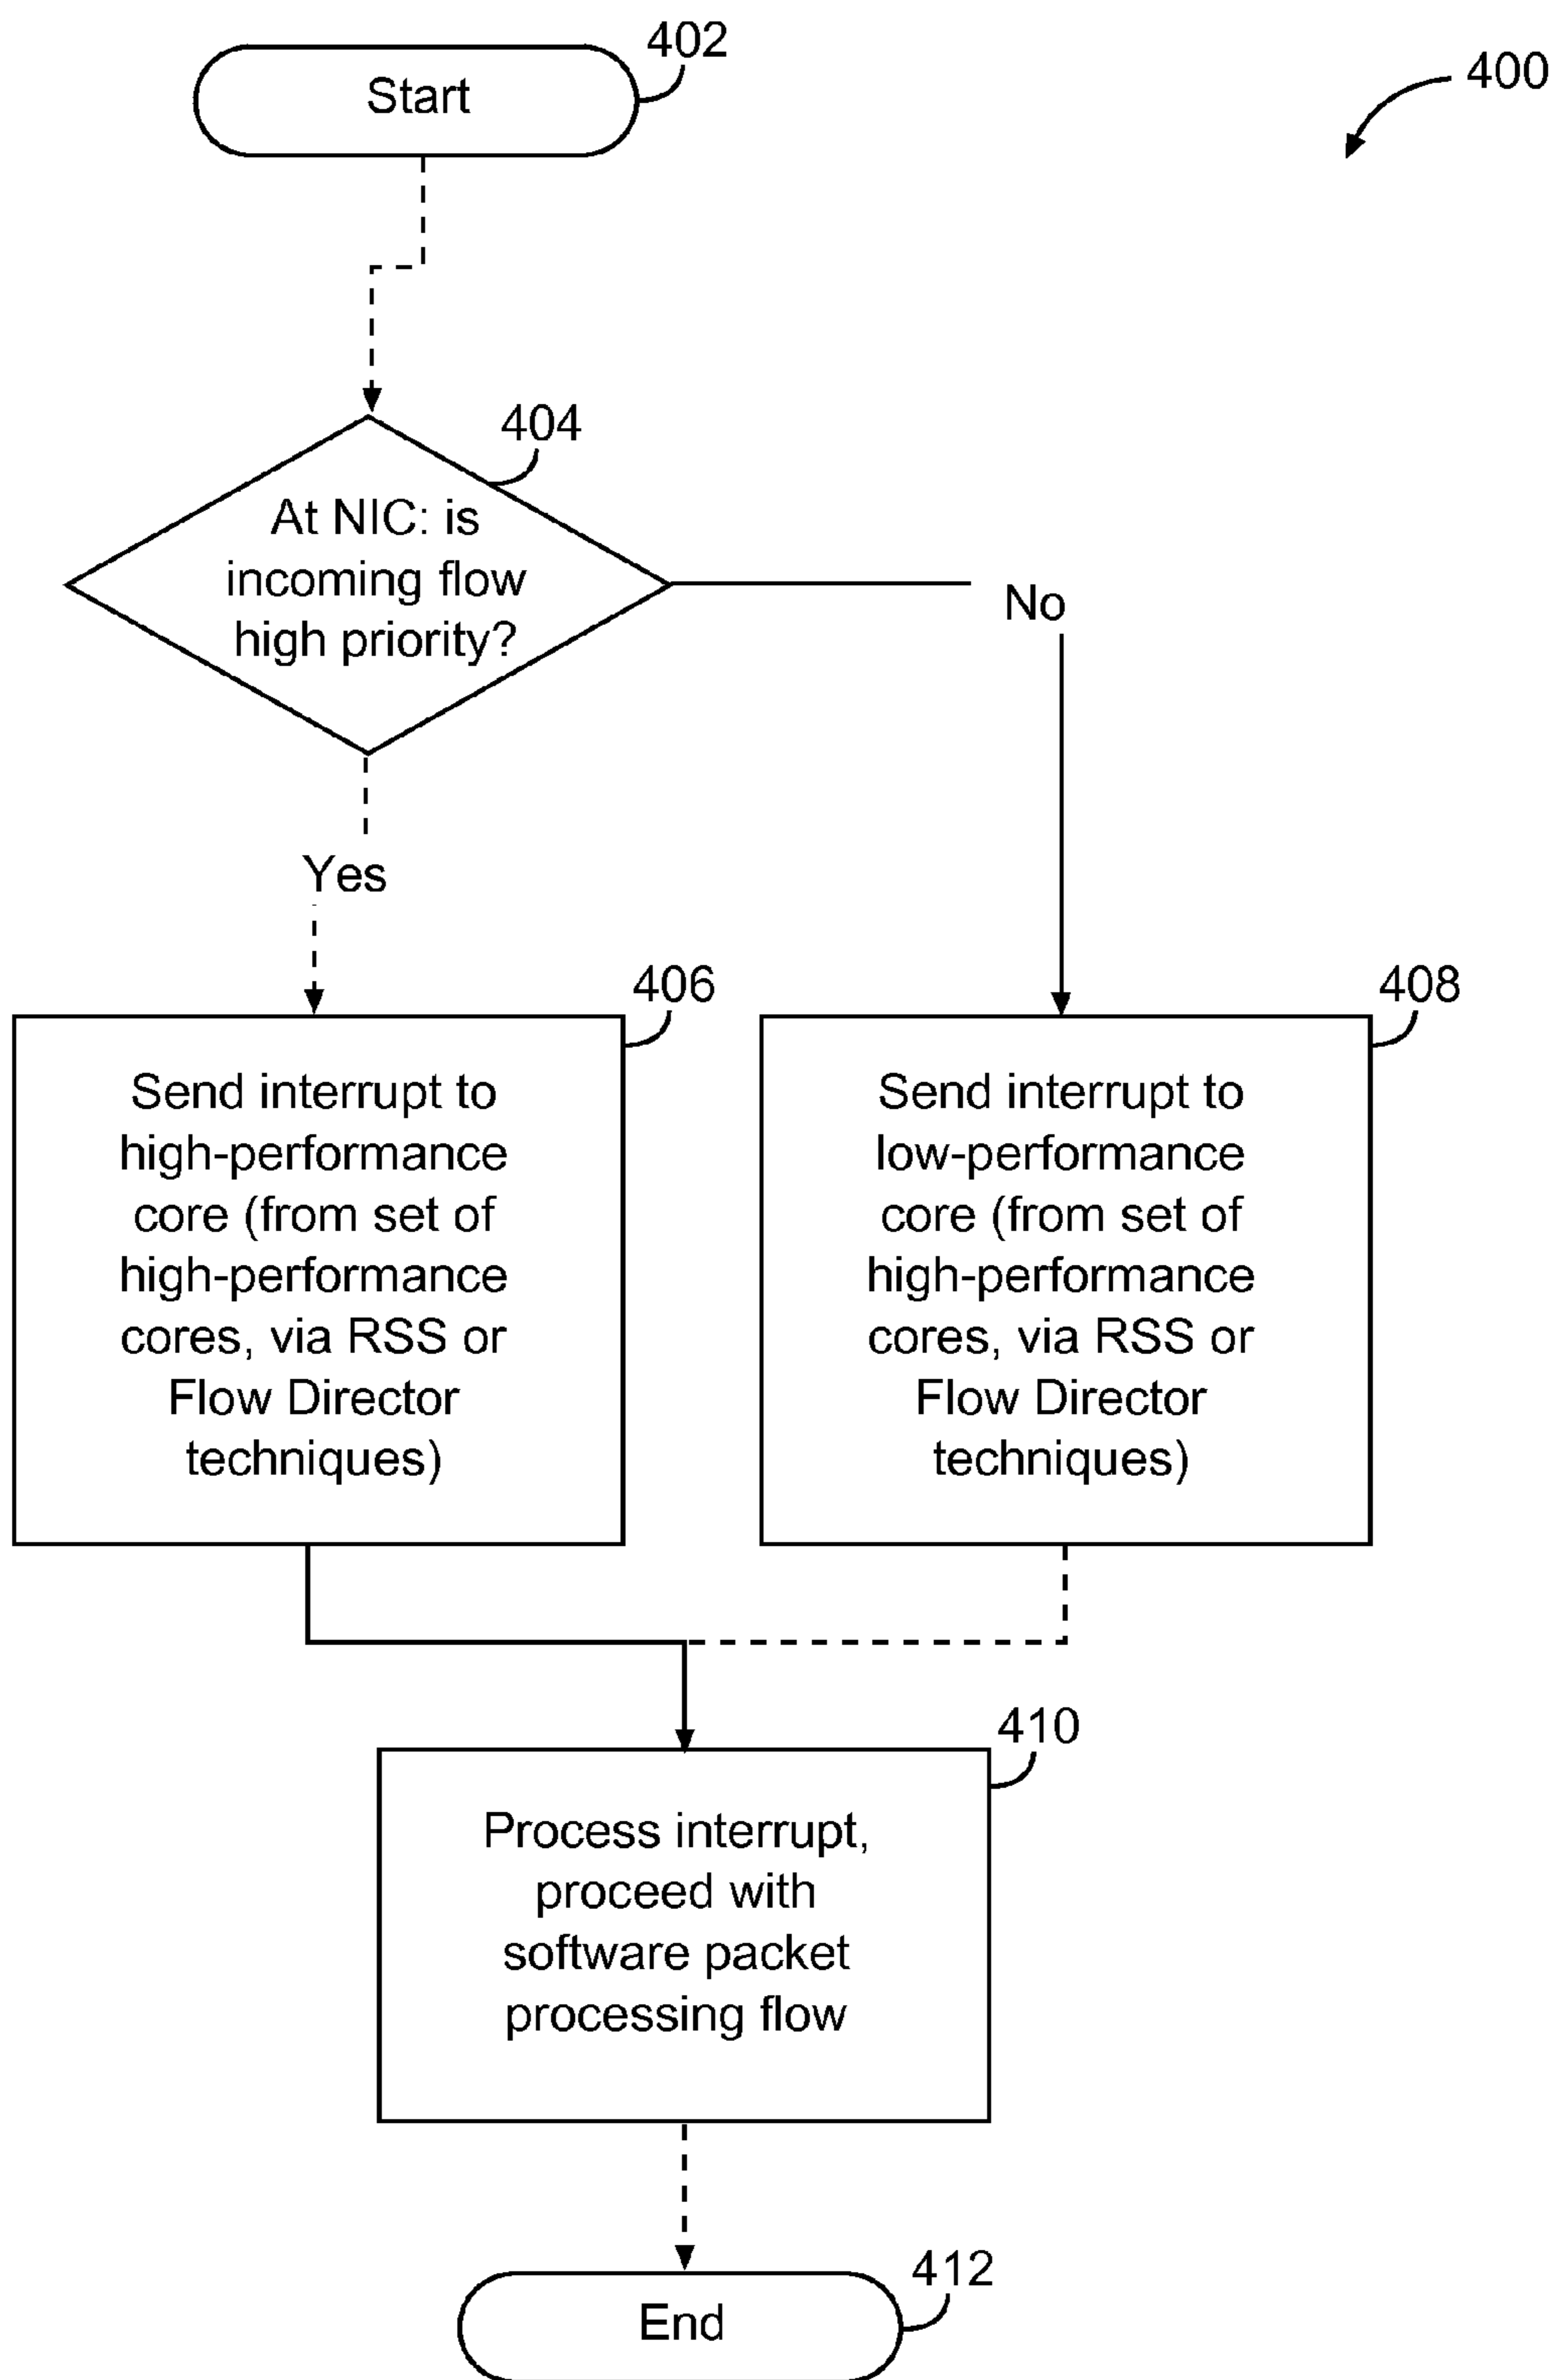 402
Start
400
404
At NIC: is
incoming flow
high priority?
No
Yes
406
Send interrupt to
high-performance
core (from set of
high-performance
cores, via RSS or
Flow Director
techniques)
408
Send interrupt to
low-performance
core (from set of
high-performance
cores, via RSS or
Flow Director
techniques)
410
Process interrupt,
proceed with
software packet
processing flow
412
End